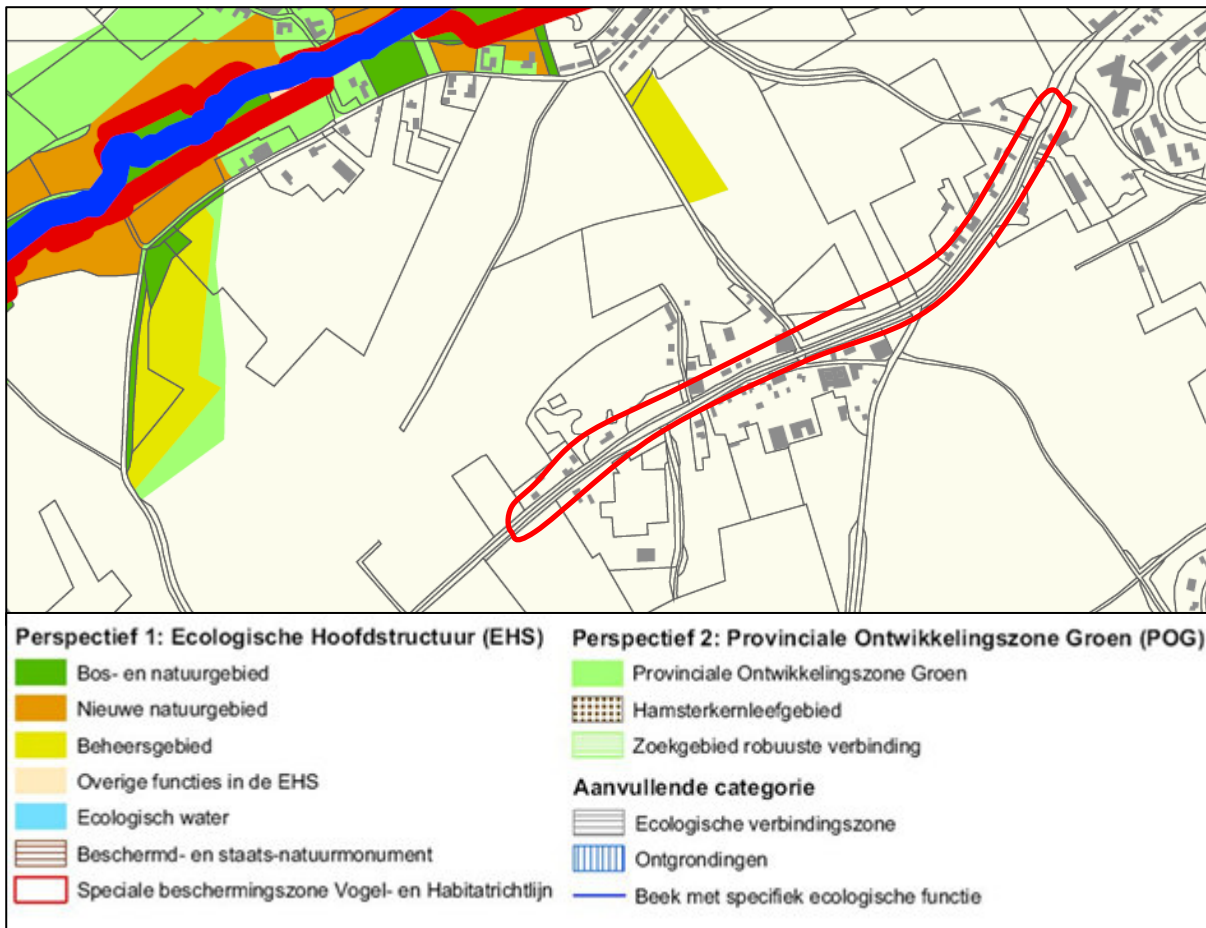 Perspectief 1: Ecologische Hoofdstructuur (EHS)
Bos- en natuurgebied
Nieuwe natuurgebied
Beheersgebied
Overige functies in de EHS
Ecologisch water
Beschermd- en staats-natuurmonument
Speciale beschermingszone Vogel- en Habitatrichtlijn
Perspectief 2: Provinciale Ontwikkelingszone Groen (POG)
Provinciale Ontwikkelingszone Groen
Hamsterkernleefgebied
Zoekgebied robuuste verbinding
Aanvullende categorie
Ecologische verbindingszone
Ontgrondingen
Beek met specifiek ecologische functie